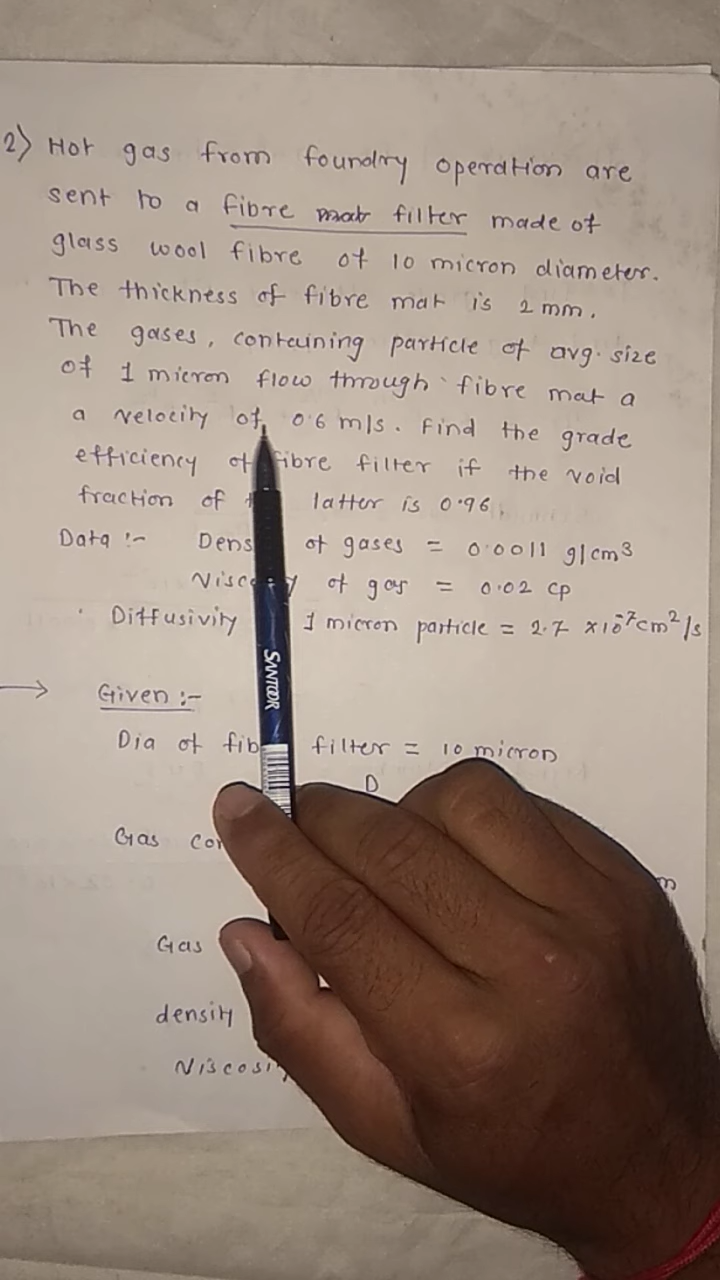 2) Hot gas from foundry operation are
sent to a fibre mat filter made of
glass wool fibre of 10 micron diameter.
The thickness of fibre mat is 2 mm.
The gases, containing particle of avg. size
of 1 micron flow through fibre mat a
a velocity of 0.6 m/s. Find the grade
efficiency of fibre filter if the void
fraction of latter is 0.96.
Data :- of gases = 0.0011 g/cm3
of gas = 0.02 cp
Diffusivity 1 micron particle = 2.7 x10-7cm2/s
→ Given :-
Dia of filter = 10 micron
D
Gas
Gas
density
SANTOOR